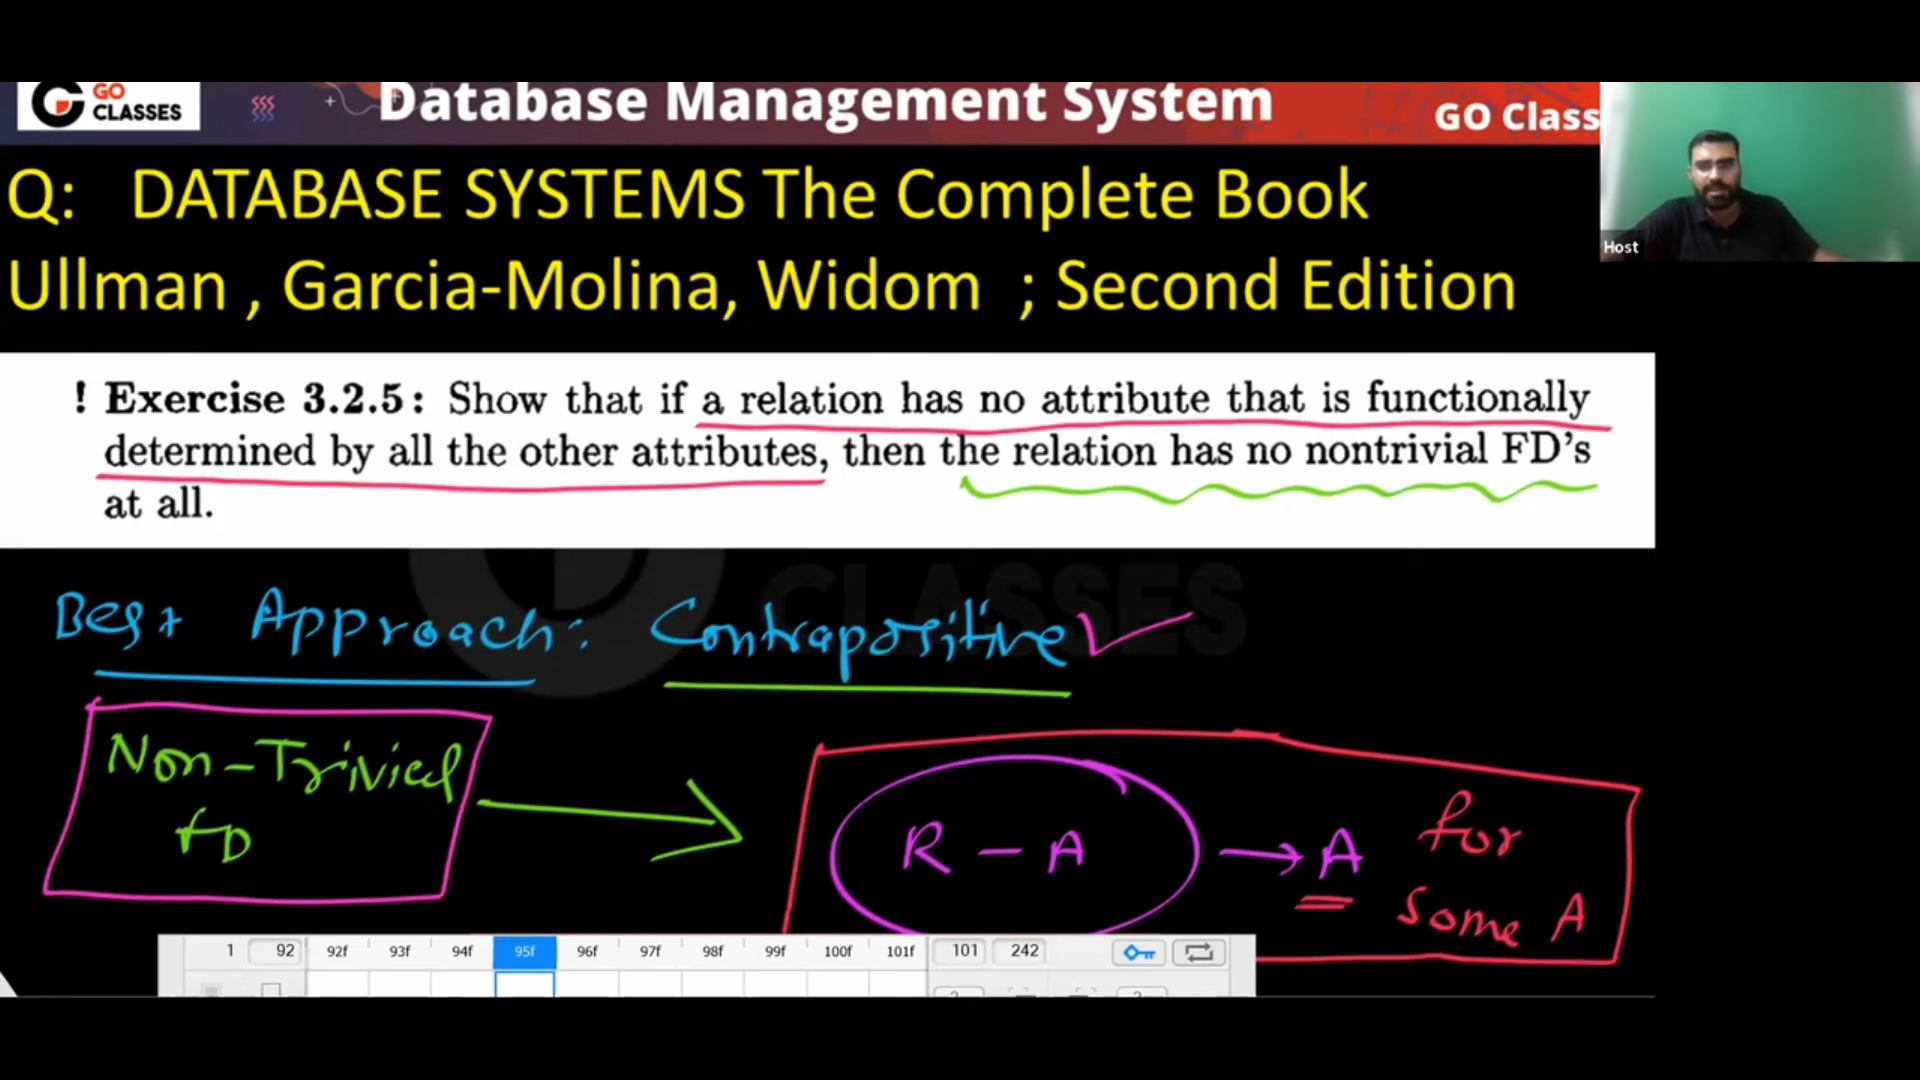 GO
CLASSES
Database Management System
GO Class
Host
Q: DATABASE SYSTEMS The Complete Book
Ullman , Garcia-Molina, Widom ; Second Edition
! Exercise 3.2.5: Show that if a relation has no attribute that is functionally
determined by all the other attributes, then the relation has no nontrivial FD's
at all.
CLASSES
Best Approach: Contrapositive
Non-Trivial
FD
R - A → A for
some A
1 92 92f 93f 94f 95f 96f 97f 98f 99f 100f 101f 101 242